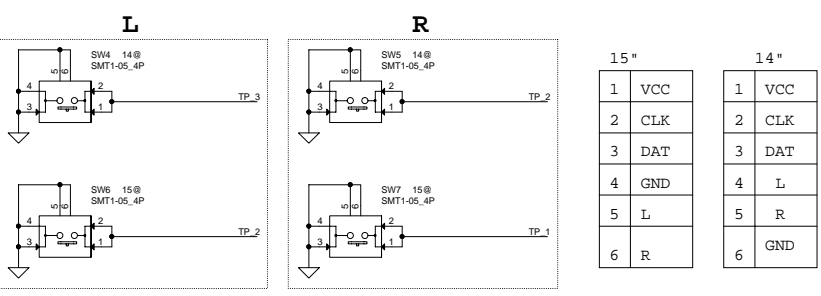 L
R
SW4 14@
SMT1-05_4P
5
6
4
2
3
1
TP_3
SW5 14@
SMT1-05_4P
5
6
4
2
3
1
TP_2
SW6 15@
SMT1-05_4P
5
6
4
2
3
1
TP_2
SW7 15@
SMT1-05_4P
5
6
4
2
3
1
TP_1
15"
1 VCC
2 CLK
3 DAT
4 GND
5 L
6 R
14"
1 VCC
2 CLK
3 DAT
4 L
5 R
6 GND